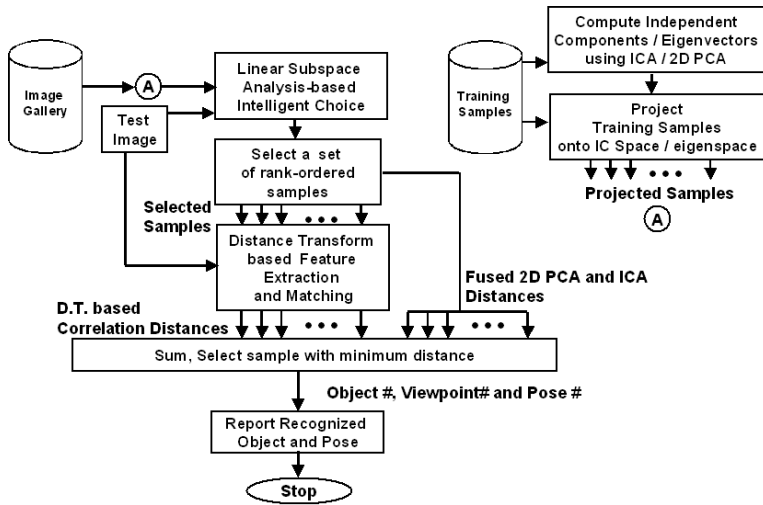 Image
Gallery
A
Test
Image
Linear Subspace
Analysis-based
Intelligent Choice
Select a set
of rank-ordered
samples
Selected
Samples
Distance Transform
based Feature
Extraction
and Matching
D.T. based
Correlation Distances
Fused 2D PCA and ICA
Distances
Sum, Select sample with minimum distance
Object #, Viewpoint# and Pose #
Report Recognized
Object and Pose
Stop
Training
Samples
Compute Independent
Components / Eigenvectors
using ICA / 2D PCA
Project
Training Samples
onto IC Space / eigenspace
Projected Samples
A